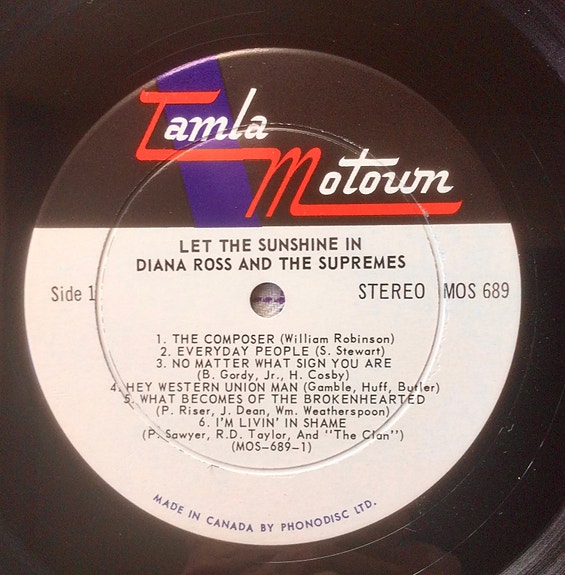 Tamla
Motown
LET THE SUNSHINE IN
DIANA ROSS AND THE SUPREMES
Side 1
STEREO MOS 689
1. THE COMPOSER (William Robinson)
2. EVERYDAY PEOPLE (S. Stewart)
3. NO MATTER WHAT SIGN YOU ARE
(B. Gordy, Jr., H. Cosby)
4. HEY WESTERN UNION MAN (Gamble, Huff, Butler)
5. WHAT BECOMES OF THE BROKENHEARTED
(P. Riser, J. Dean, Wm. Weatherspoon)
6. I'M LIVIN' IN SHAME
(P. Sawyer, R.D. Taylor, And "The Clan")
(MOS-689-1)
MADE IN CANADA BY PHONODISC LTD.